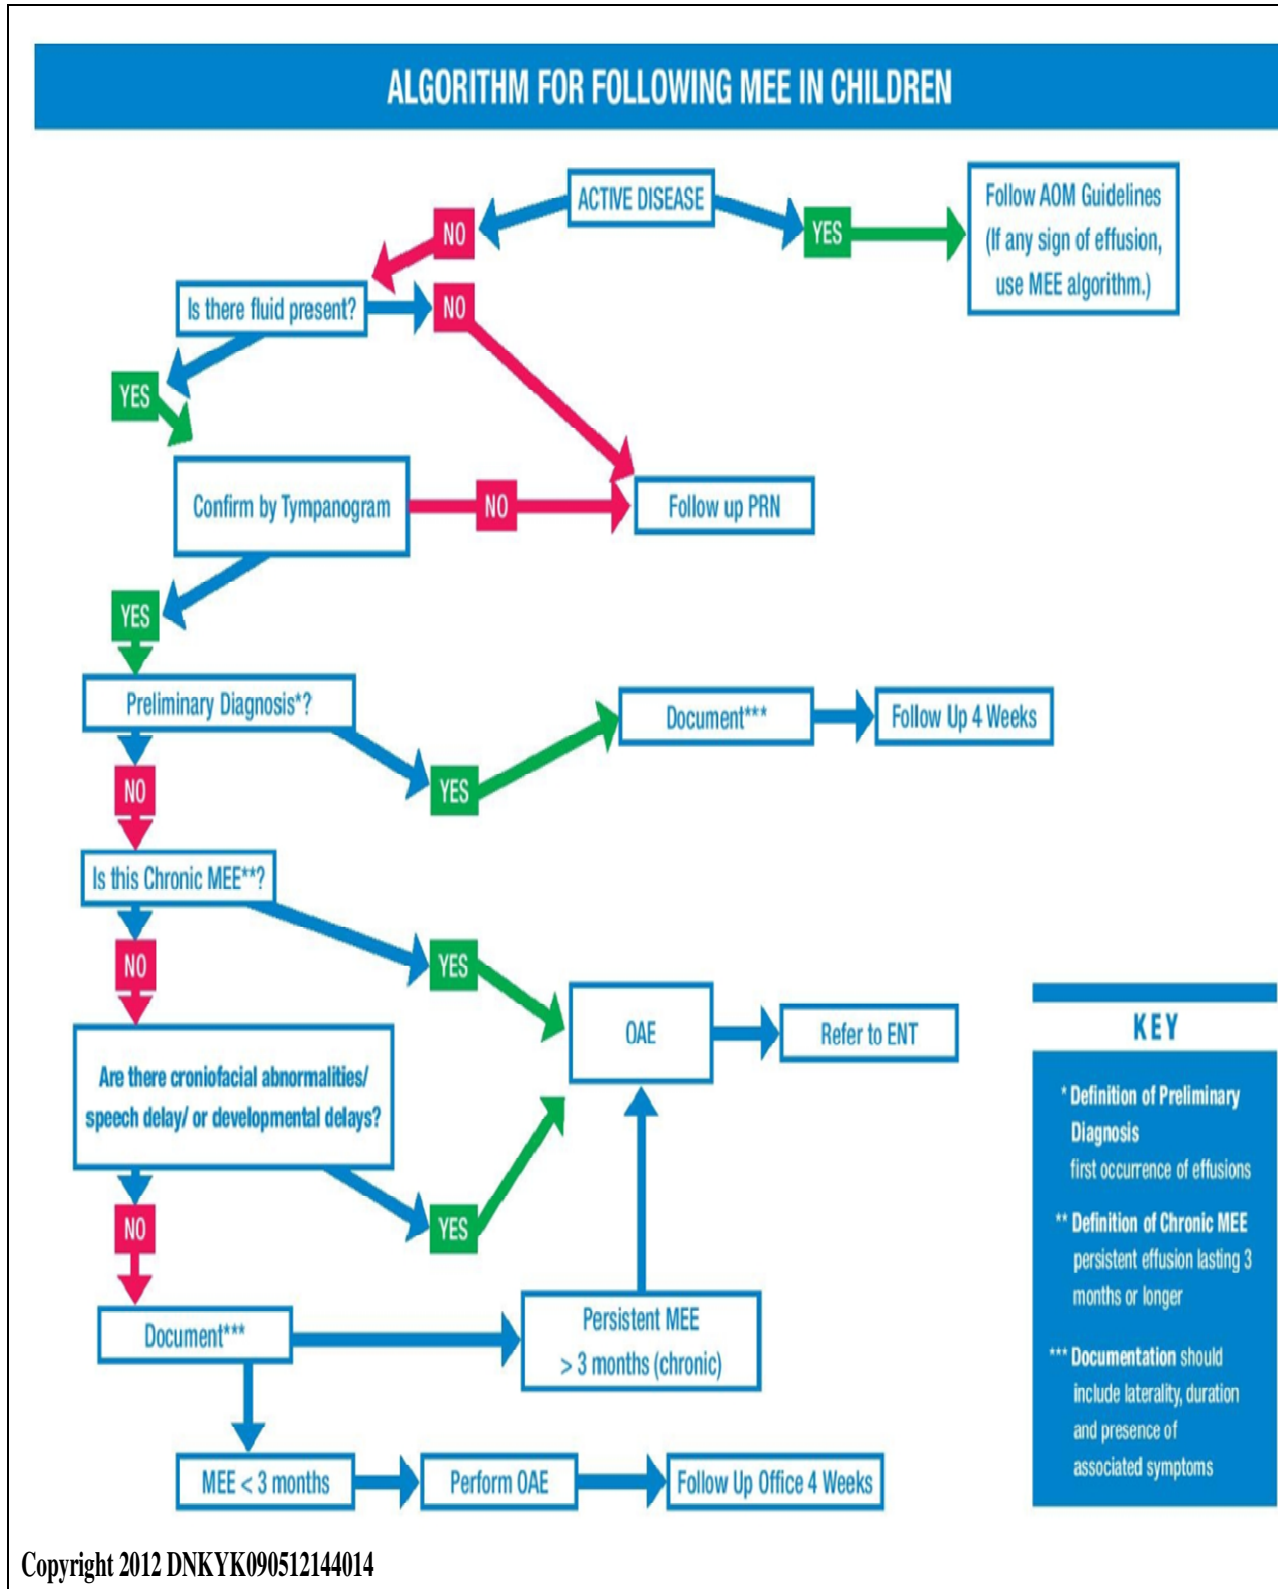 ALGORITHM FOR FOLLOWING MEE IN CHILDREN
ACTIVE DISEASE
NO
YES
Follow AOM Guidelines
(If any sign of effusion,
use MEE algorithm.)
Is there fluid present?
NO
YES
Confirm by Tympanogram
NO
Follow up PRN
YES
Preliminary Diagnosis*?
Document***
Follow Up 4 Weeks
NO
YES
Is this Chronic MEE**?
NO
YES
OAE
Refer to ENT
Are there croniofacial abnormalities/
speech delay/ or developmental delays?
NO
YES
Document***
Persistent MEE
> 3 months (chronic)
MEE < 3 months
Perform OAE
Follow Up Office 4 Weeks
KEY
* Definition of Preliminary
Diagnosis
first occurrence of effusions
** Definition of Chronic MEE
persistent effusion lasting 3
months or longer
*** Documentation should
include laterality, duration
and presence of
associated symptoms
Copyright 2012 DNKYK090512144014